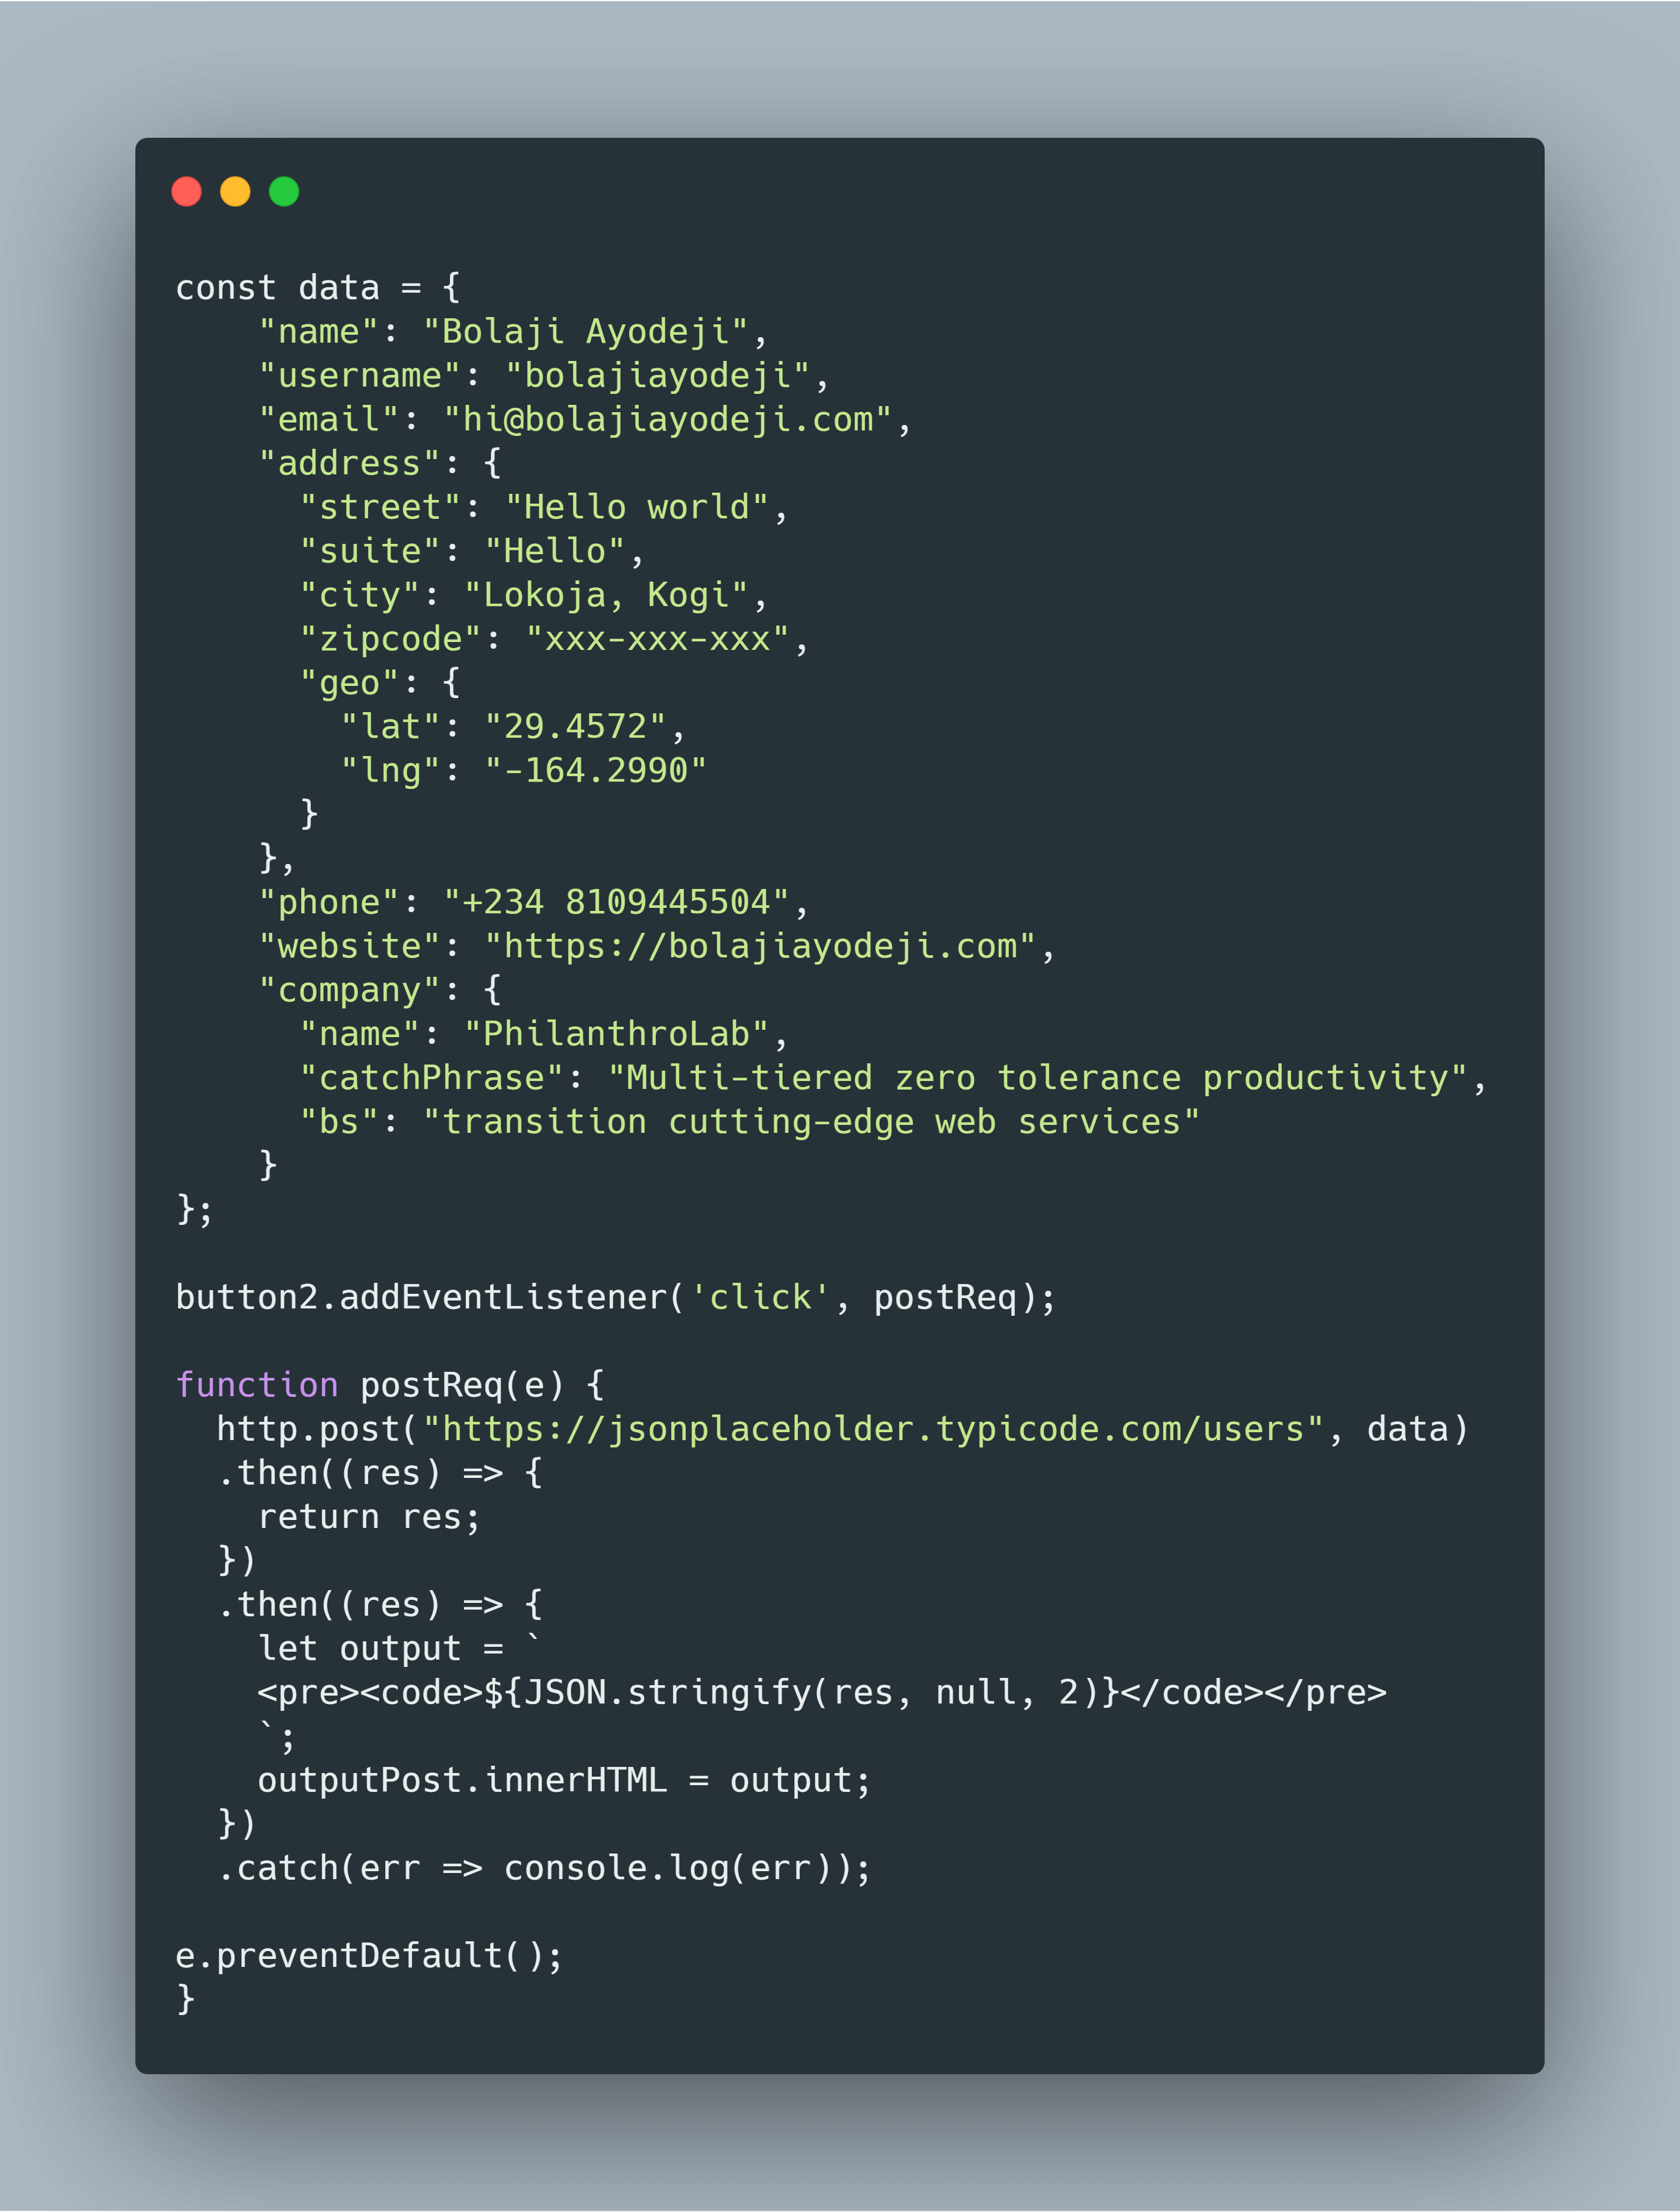 const data = {
    "name": "Bolaji Ayodeji",
    "username": "bolajiayodeji",
    "email": "hi@bolajiayodeji.com",
    "address": {
      "street": "Hello world",
      "suite": "Hello",
      "city": "Lokoja, Kogi",
      "zipcode": "xxx-xxx-xxx",
      "geo": {
        "lat": "29.4572",
        "lng": "-164.2990"
      }
    },
    "phone": "+234 8109445504",
    "website": "https://bolajiayodeji.com",
    "company": {
      "name": "PhilanthroLab",
      "catchPhrase": "Multi-tiered zero tolerance productivity",
      "bs": "transition cutting-edge web services"
    }
};

button2.addEventListener('click', postReq);

function postReq(e) {
  http.post("https://jsonplaceholder.typicode.com/users", data)
  .then((res) => {
    return res;
  })
  .then((res) => {
    let output = `
    <pre><code>${JSON.stringify(res, null, 2)}</code></pre>
    `;
    outputPost.innerHTML = output;
  })
  .catch(err => console.log(err));

e.preventDefault();
}